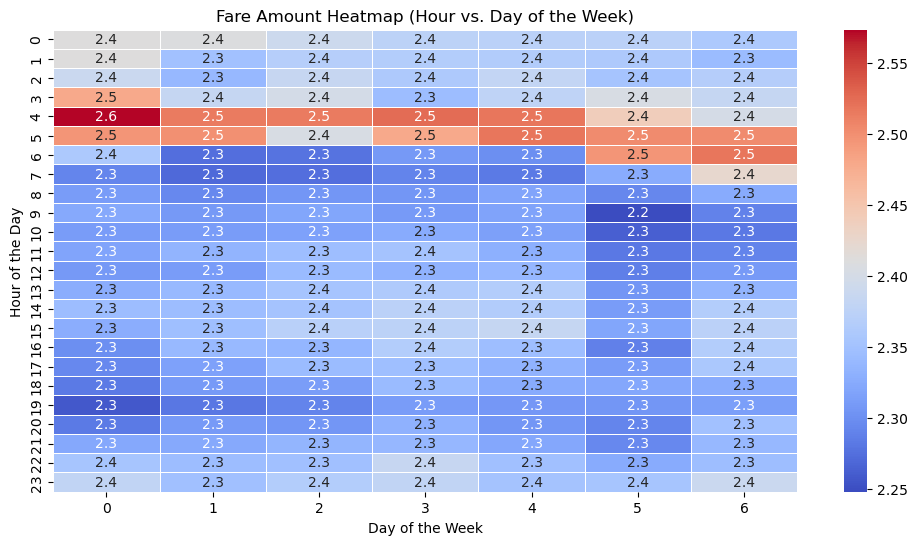 Fare Amount Heatmap (Hour vs. Day of the Week)
0 2.4 2.4 2.4 2.4 2.4 2.4 2.4
1 2.4 2.3 2.4 2.4 2.4 2.4 2.3
2 2.4 2.3 2.4 2.4 2.4 2.4 2.4
3 2.5 2.4 2.4 2.3 2.4 2.4 2.4
4 2.6 2.5 2.5 2.5 2.5 2.4 2.4
5 2.5 2.5 2.4 2.5 2.5 2.5 2.5
6 2.4 2.3 2.3 2.3 2.3 2.5 2.5
7 2.3 2.3 2.3 2.3 2.3 2.3 2.4
8 2.3 2.3 2.3 2.3 2.3 2.3 2.3
9 2.3 2.3 2.3 2.3 2.3 2.2 2.3
10 2.3 2.3 2.3 2.3 2.3 2.3 2.3
11 2.3 2.3 2.3 2.4 2.3 2.3 2.3
12 2.3 2.3 2.3 2.3 2.3 2.3 2.3
13 2.3 2.3 2.4 2.4 2.4 2.3 2.3
14 2.3 2.3 2.4 2.4 2.4 2.3 2.4
15 2.3 2.3 2.4 2.4 2.4 2.3 2.4
16 2.3 2.3 2.3 2.4 2.3 2.3 2.4
17 2.3 2.3 2.3 2.3 2.3 2.3 2.4
18 2.3 2.3 2.3 2.3 2.3 2.3 2.3
19 2.3 2.3 2.3 2.3 2.3 2.3 2.3
20 2.3 2.3 2.3 2.3 2.3 2.3 2.3
21 2.3 2.3 2.3 2.3 2.3 2.3 2.3
22 2.4 2.3 2.3 2.4 2.3 2.3 2.3
23 2.4 2.3 2.4 2.4 2.4 2.4 2.4
0 1 2 3 4 5 6
Day of the Week
Hour of the Day
2.55
2.50
2.45
2.40
2.35
2.30
2.25